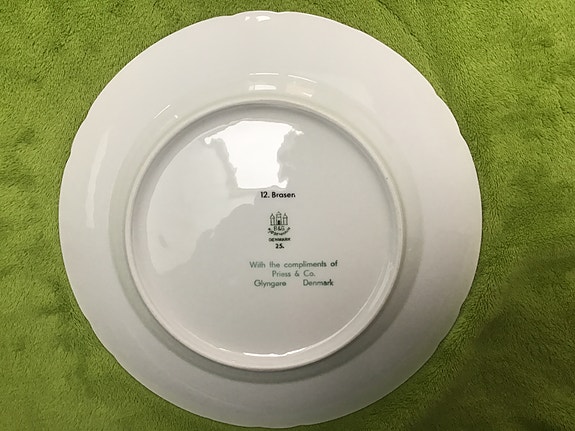 12. Brasen
B&G
DENMARK
25.
With the compliments of
Priess & Co.
Glyngøre Denmark